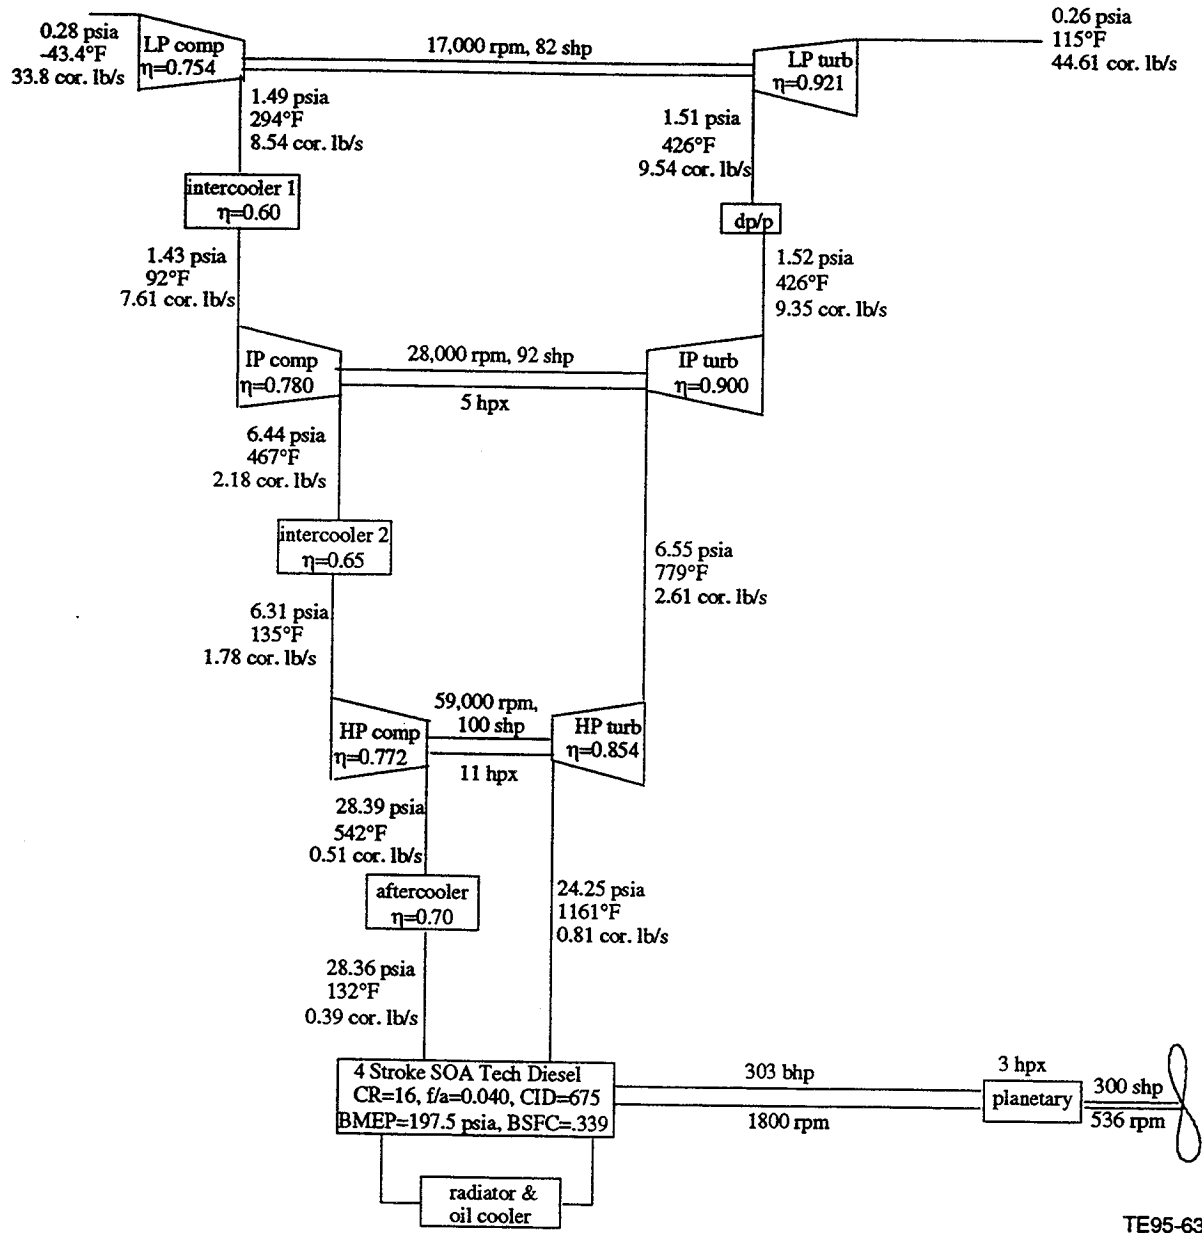 0.28 psia
-43.4°F
33.8 cor. lb/s
LP comp
η=0.754
17,000 rpm, 82 shp
LP turb
η=0.921
0.26 psia
115°F
44.61 cor. lb/s
1.49 psia
294°F
8.54 cor. lb/s
1.51 psia
426°F
9.54 cor. lb/s
intercooler 1
η=0.60
dp/p
1.43 psia
92°F
7.61 cor. lb/s
1.52 psia
426°F
9.35 cor. lb/s
IP comp
η=0.780
28,000 rpm, 92 shp
5 hpx
IP turb
η=0.900
6.44 psia
467°F
2.18 cor. lb/s
intercooler 2
η=0.65
6.55 psia
779°F
2.61 cor. lb/s
6.31 psia
135°F
1.78 cor. lb/s
HP comp
η=0.772
59,000 rpm,
100 shp
11 hpx
HP turb
η=0.854
28.39 psia
542°F
0.51 cor. lb/s
aftercooler
η=0.70
24.25 psia
1161°F
0.81 cor. lb/s
28.36 psia
132°F
0.39 cor. lb/s
4 Stroke SOA Tech Diesel
CR=16, f/a=0.040, CID=675
BMEP=197.5 psia, BSFC=.339
303 bhp
1800 rpm
3 hpx
planetary
300 shp
536 rpm
radiator &
oil cooler
TE95-63